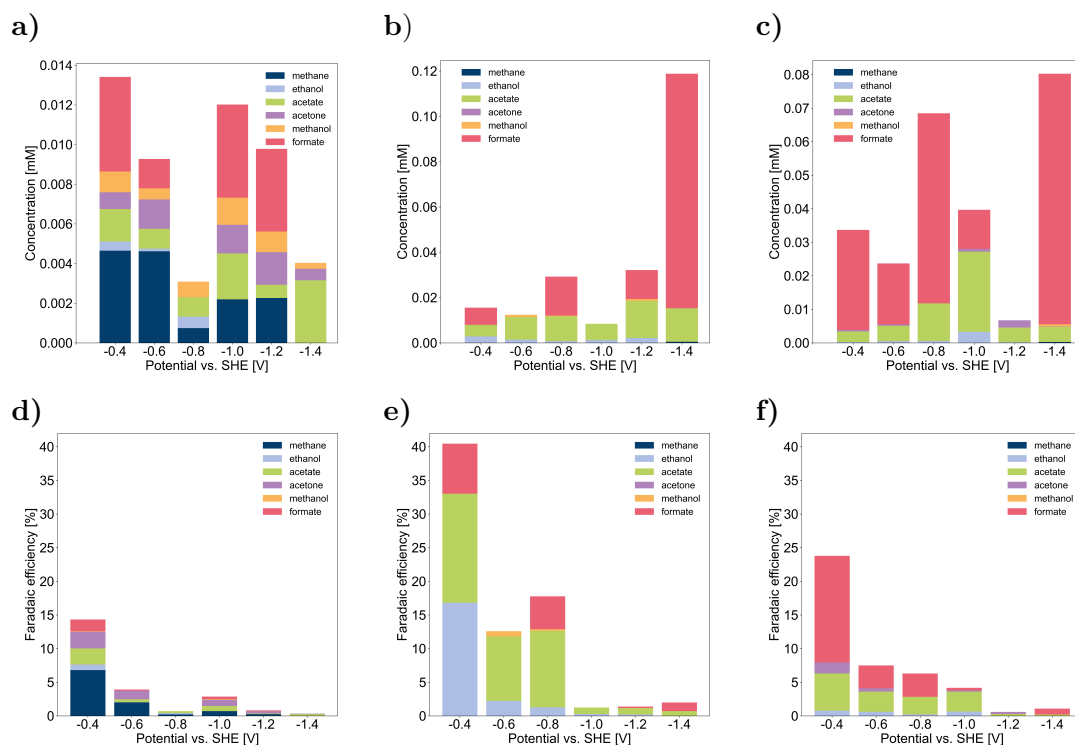 a)
0.014
0.012
0.010
0.008
0.006
0.004
0.002
0.000
Concentration [mM]
methane
ethanol
acetate
acetone
methanol
formate
-0.4 -0.6 -0.8 -1.0 -1.2 -1.4
Potential vs. SHE [V]
b)
0.12
0.10
0.08
0.06
0.04
0.02
0.00
Concentration [mM]
methane
ethanol
acetate
acetone
methanol
formate
-0.4 -0.6 -0.8 -1.0 -1.2 -1.4
Potential vs. SHE [V]
c)
0.08
0.07
0.06
0.05
0.04
0.03
0.02
0.01
0.00
Concentration [mM]
methane
ethanol
acetate
acetone
methanol
formate
-0.4 -0.6 -0.8 -1.0 -1.2 -1.4
Potential vs. SHE [V]
d)
40
35
30
25
20
15
10
5
0
Faradaic efficiency [%]
methane
ethanol
acetate
acetone
methanol
formate
-0.4 -0.6 -0.8 -1.0 -1.2 -1.4
Potential vs. SHE [V]
e)
40
35
30
25
20
15
10
5
0
Faradaic efficiency [%]
methane
ethanol
acetate
acetone
methanol
formate
-0.4 -0.6 -0.8 -1.0 -1.2 -1.4
Potential vs. SHE [V]
f)
40
35
30
25
20
15
10
5
0
Faradaic efficiency [%]
methane
ethanol
acetate
acetone
methanol
formate
-0.4 -0.6 -0.8 -1.0 -1.2 -1.4
Potential vs. SHE [V]